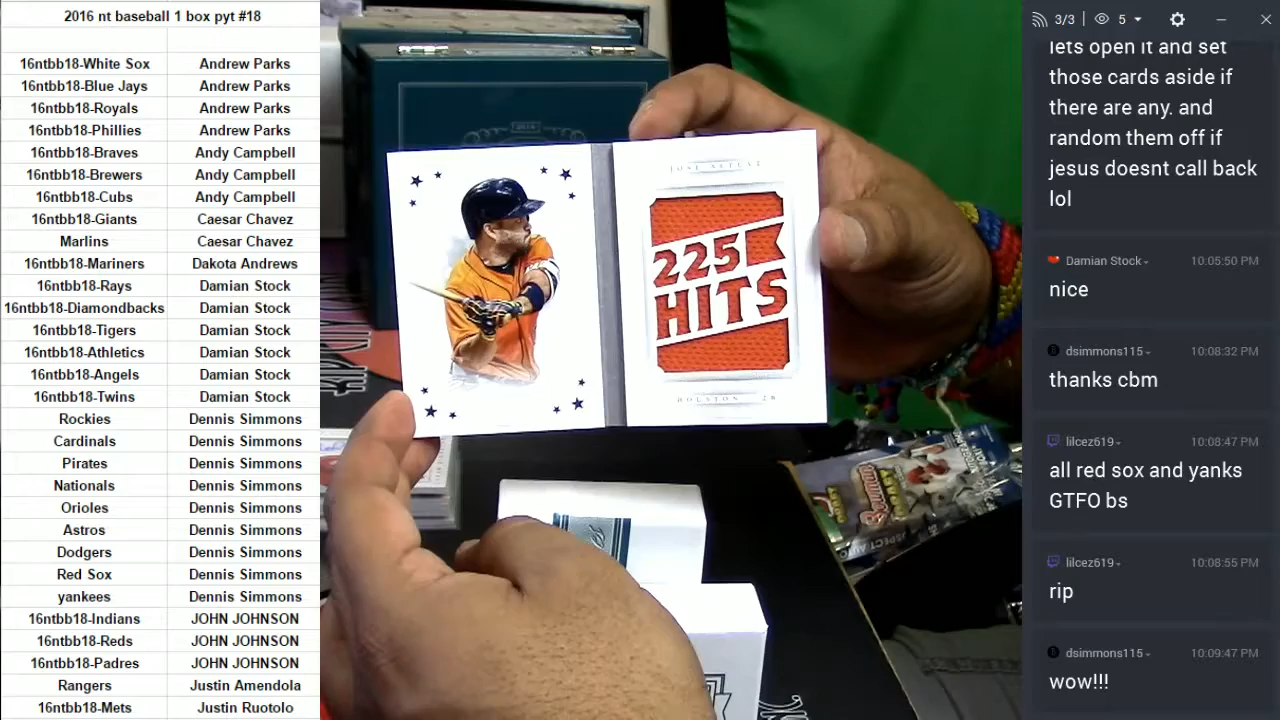 2016 nt baseball 1 box pyt #18
16ntbb18-White Sox Andrew Parks
16ntbb18-Blue Jays Andrew Parks
16ntbb18-Royals Andrew Parks
16ntbb18-Phillies Andrew Parks
16ntbb18-Braves Andy Campbell
16ntbb18-Brewers Andy Campbell
16ntbb18-Cubs Andy Campbell
16ntbb18-Giants Caesar Chavez
Marlins Caesar Chavez
16ntbb18-Mariners Dakota Andrews
16ntbb18-Rays Damian Stock
16ntbb18-Diamondbacks Damian Stock
16ntbb18-Tigers Damian Stock
16ntbb18-Athletics Damian Stock
16ntbb18-Angels Damian Stock
16ntbb18-Twins Damian Stock
Rockies Dennis Simmons
Cardinals Dennis Simmons
Pirates Dennis Simmons
Nationals Dennis Simmons
Orioles Dennis Simmons
Astros Dennis Simmons
Dodgers Dennis Simmons
Red Sox Dennis Simmons
yankees Dennis Simmons
16ntbb18-Indians JOHN JOHNSON
16ntbb18-Reds JOHN JOHNSON
16ntbb18-Padres JOHN JOHNSON
Rangers Justin Amendola
16ntbb18-Mets Justin Ruotolo
JOSE ALTUVE
225
HITS
HOUSTON 2B
Bowman
3/3 5
lets open it and set
those cards aside if
there are any. and
random them off if
jesus doesnt call back
lol
Damian Stock 10:05:50 PM
nice
dsimmons115 10:08:32 PM
thanks cbm
lilcez619 10:08:47 PM
all red sox and yanks
GTFO bs
lilcez619 10:08:55 PM
rip
dsimmons115 10:09:47 PM
wow!!!